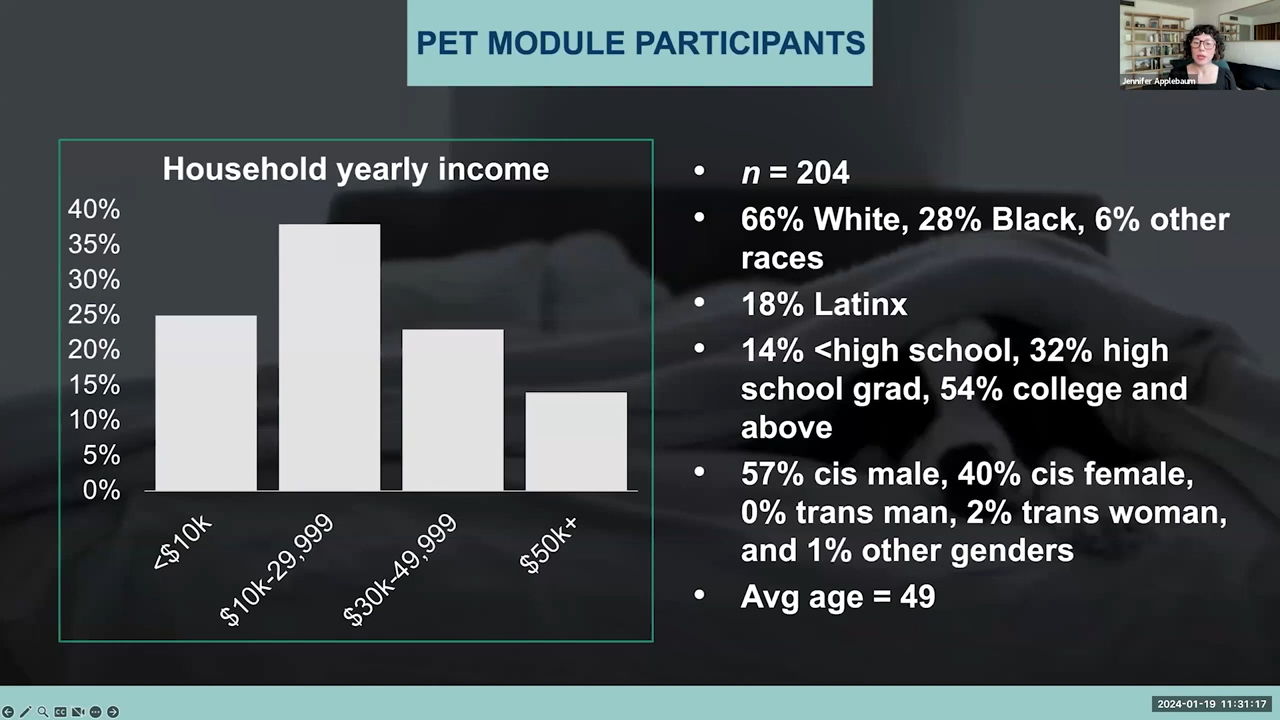 PET MODULE PARTICIPANTS
Jennifer Applebaum
Household yearly income
40%
35%
30%
25%
20%
15%
10%
5%
0%
<$10k
$10k-29,999
$30k-49,999
$50k+
• n = 204
• 66% White, 28% Black, 6% other
races
• 18% Latinx
• 14% <high school, 32% high
school grad, 54% college and
above
• 57% cis male, 40% cis female,
0% trans man, 2% trans woman,
and 1% other genders
• Avg age = 49
2024-01-19 11:31:17